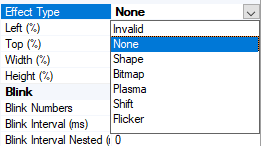 Effect Type None
Left (%) Invalid
Top (%) None
Width (%) Shape
Height (%) Bitmap
Blink Plasma
Blink Numbers Shift
Blink Interval (ms) Flicker
Blink Interval Nested (r 0